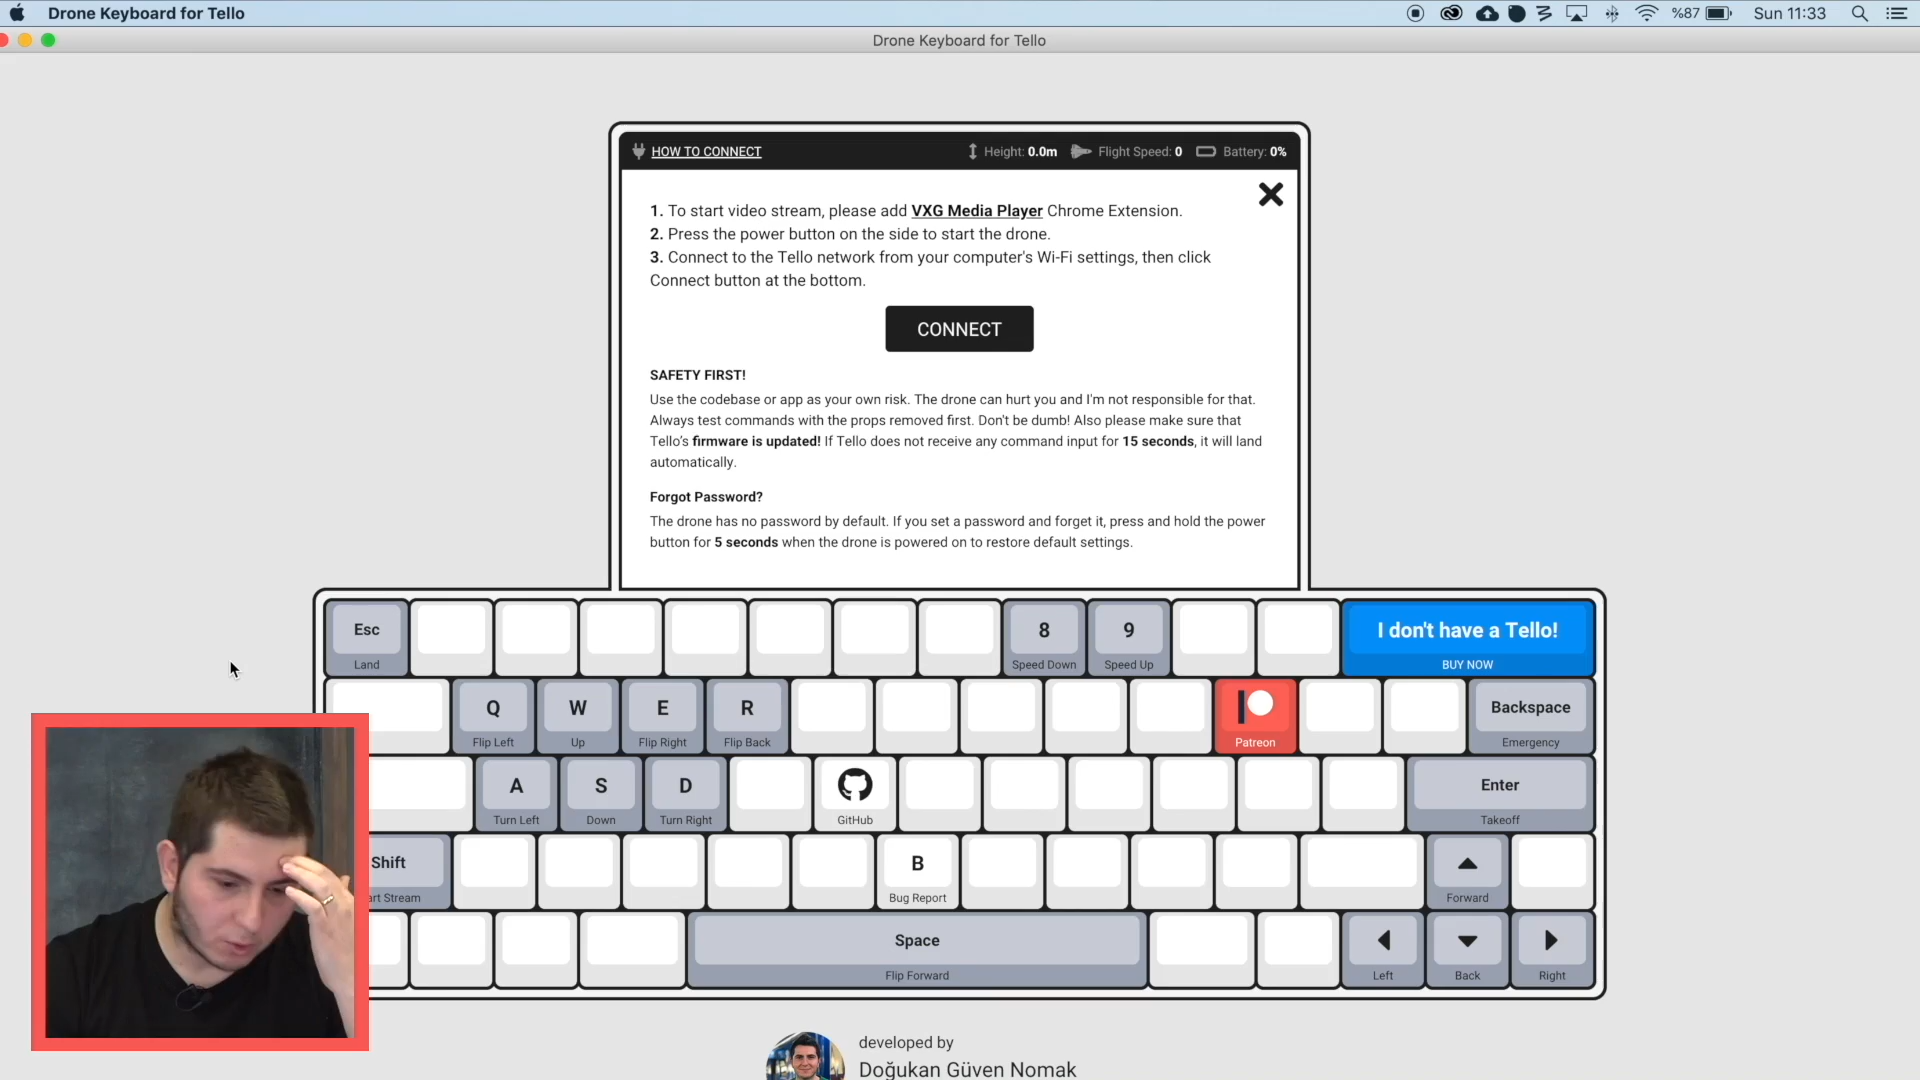 Drone Keyboard for Tello
%87
Sun 11:33
Drone Keyboard for Tello
HOW TO CONNECT
Height: 0.0m
Flight Speed: 0
Battery: 0%
1. To start video stream, please add VXG Media Player Chrome Extension.
2. Press the power button on the side to start the drone.
3. Connect to the Tello network from your computer's Wi-Fi settings, then click
Connect button at the bottom.
CONNECT
SAFETY FIRST!
Use the codebase or app as your own risk. The drone can hurt you and I'm not responsible for that.
Always test commands with the props removed first. Don't be dumb! Also please make sure that
Tello's firmware is updated! If Tello does not receive any command input for 15 seconds, it will land
automatically.
Forgot Password?
The drone has no password by default. If you set a password and forget it, press and hold the power
button for 5 seconds when the drone is powered on to restore default settings.
Esc
Land
8
Speed Down
9
Speed Up
I don't have a Tello!
BUY NOW
Q
Flip Left
W
Up
E
Flip Right
R
Flip Back
Patreon
Backspace
Emergency
A
Turn Left
S
Down
D
Turn Right
GitHub
Enter
Takeoff
Shift
art Stream
B
Bug Report
Forward
Space
Flip Forward
Left
Back
Right
developed by
Doğukan Güven Nomak